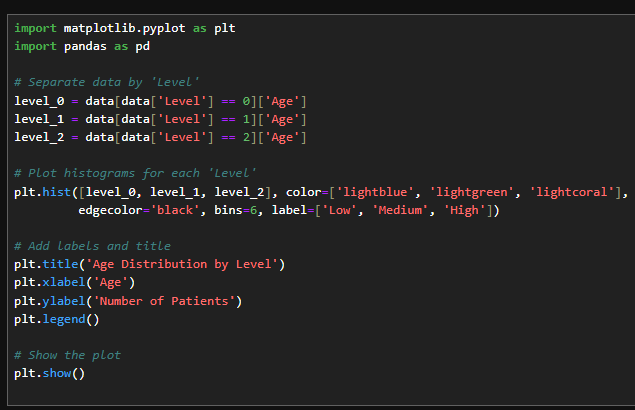 import matplotlib.pyplot as plt
import pandas as pd

# Separate data by 'Level'
level_0 = data[data['Level'] == 0]['Age']
level_1 = data[data['Level'] == 1]['Age']
level_2 = data[data['Level'] == 2]['Age']

# Plot histograms for each 'Level'
plt.hist([level_0, level_1, level_2], color=['lightblue', 'lightgreen', 'lightcoral'],
         edgecolor='black', bins=6, label=['Low', 'Medium', 'High'])

# Add labels and title
plt.title('Age Distribution by Level')
plt.xlabel('Age')
plt.ylabel('Number of Patients')
plt.legend()

# Show the plot
plt.show()